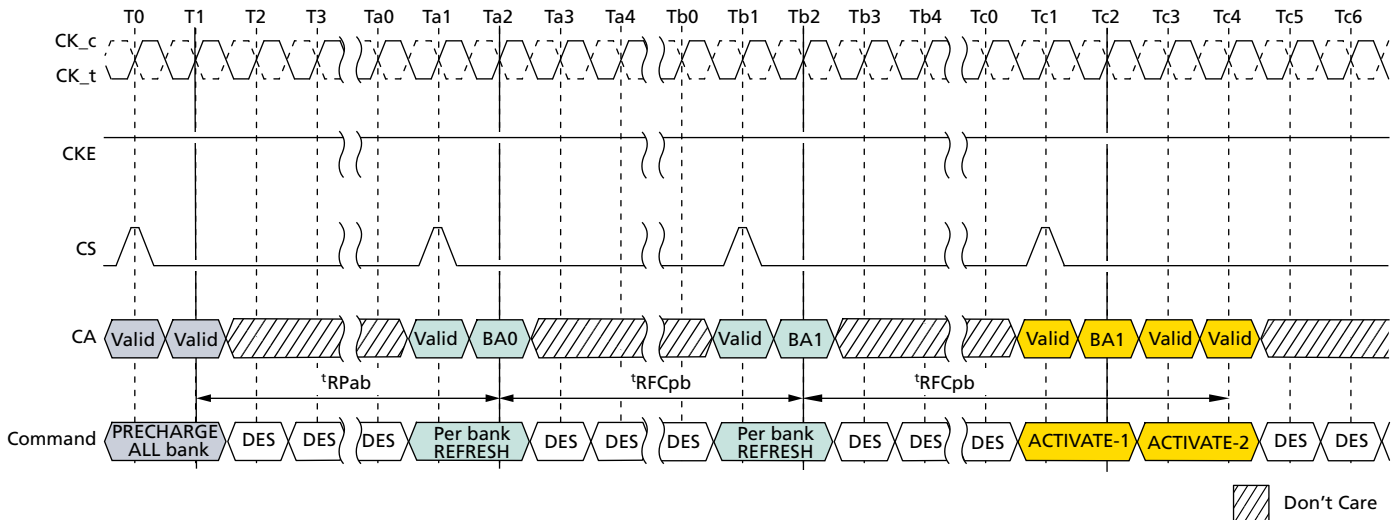 T0 T1 T2 T3 Ta0 Ta1 Ta2 Ta3 Ta4 Tb0 Tb1 Tb2 Tb3 Tb4 Tc0 Tc1 Tc2 Tc3 Tc4 Tc5 Tc6
CK_c
CK_t
CKE
CS
CA Valid Valid Valid BA0 Valid BA1 Valid BA1 Valid Valid
tRPab tRFCpb tRFCpb
Command PRECHARGE ALL bank DES DES DES Per bank REFRESH DES DES DES Per bank REFRESH DES DES DES ACTIVATE-1 ACTIVATE-2 DES DES
Don't Care